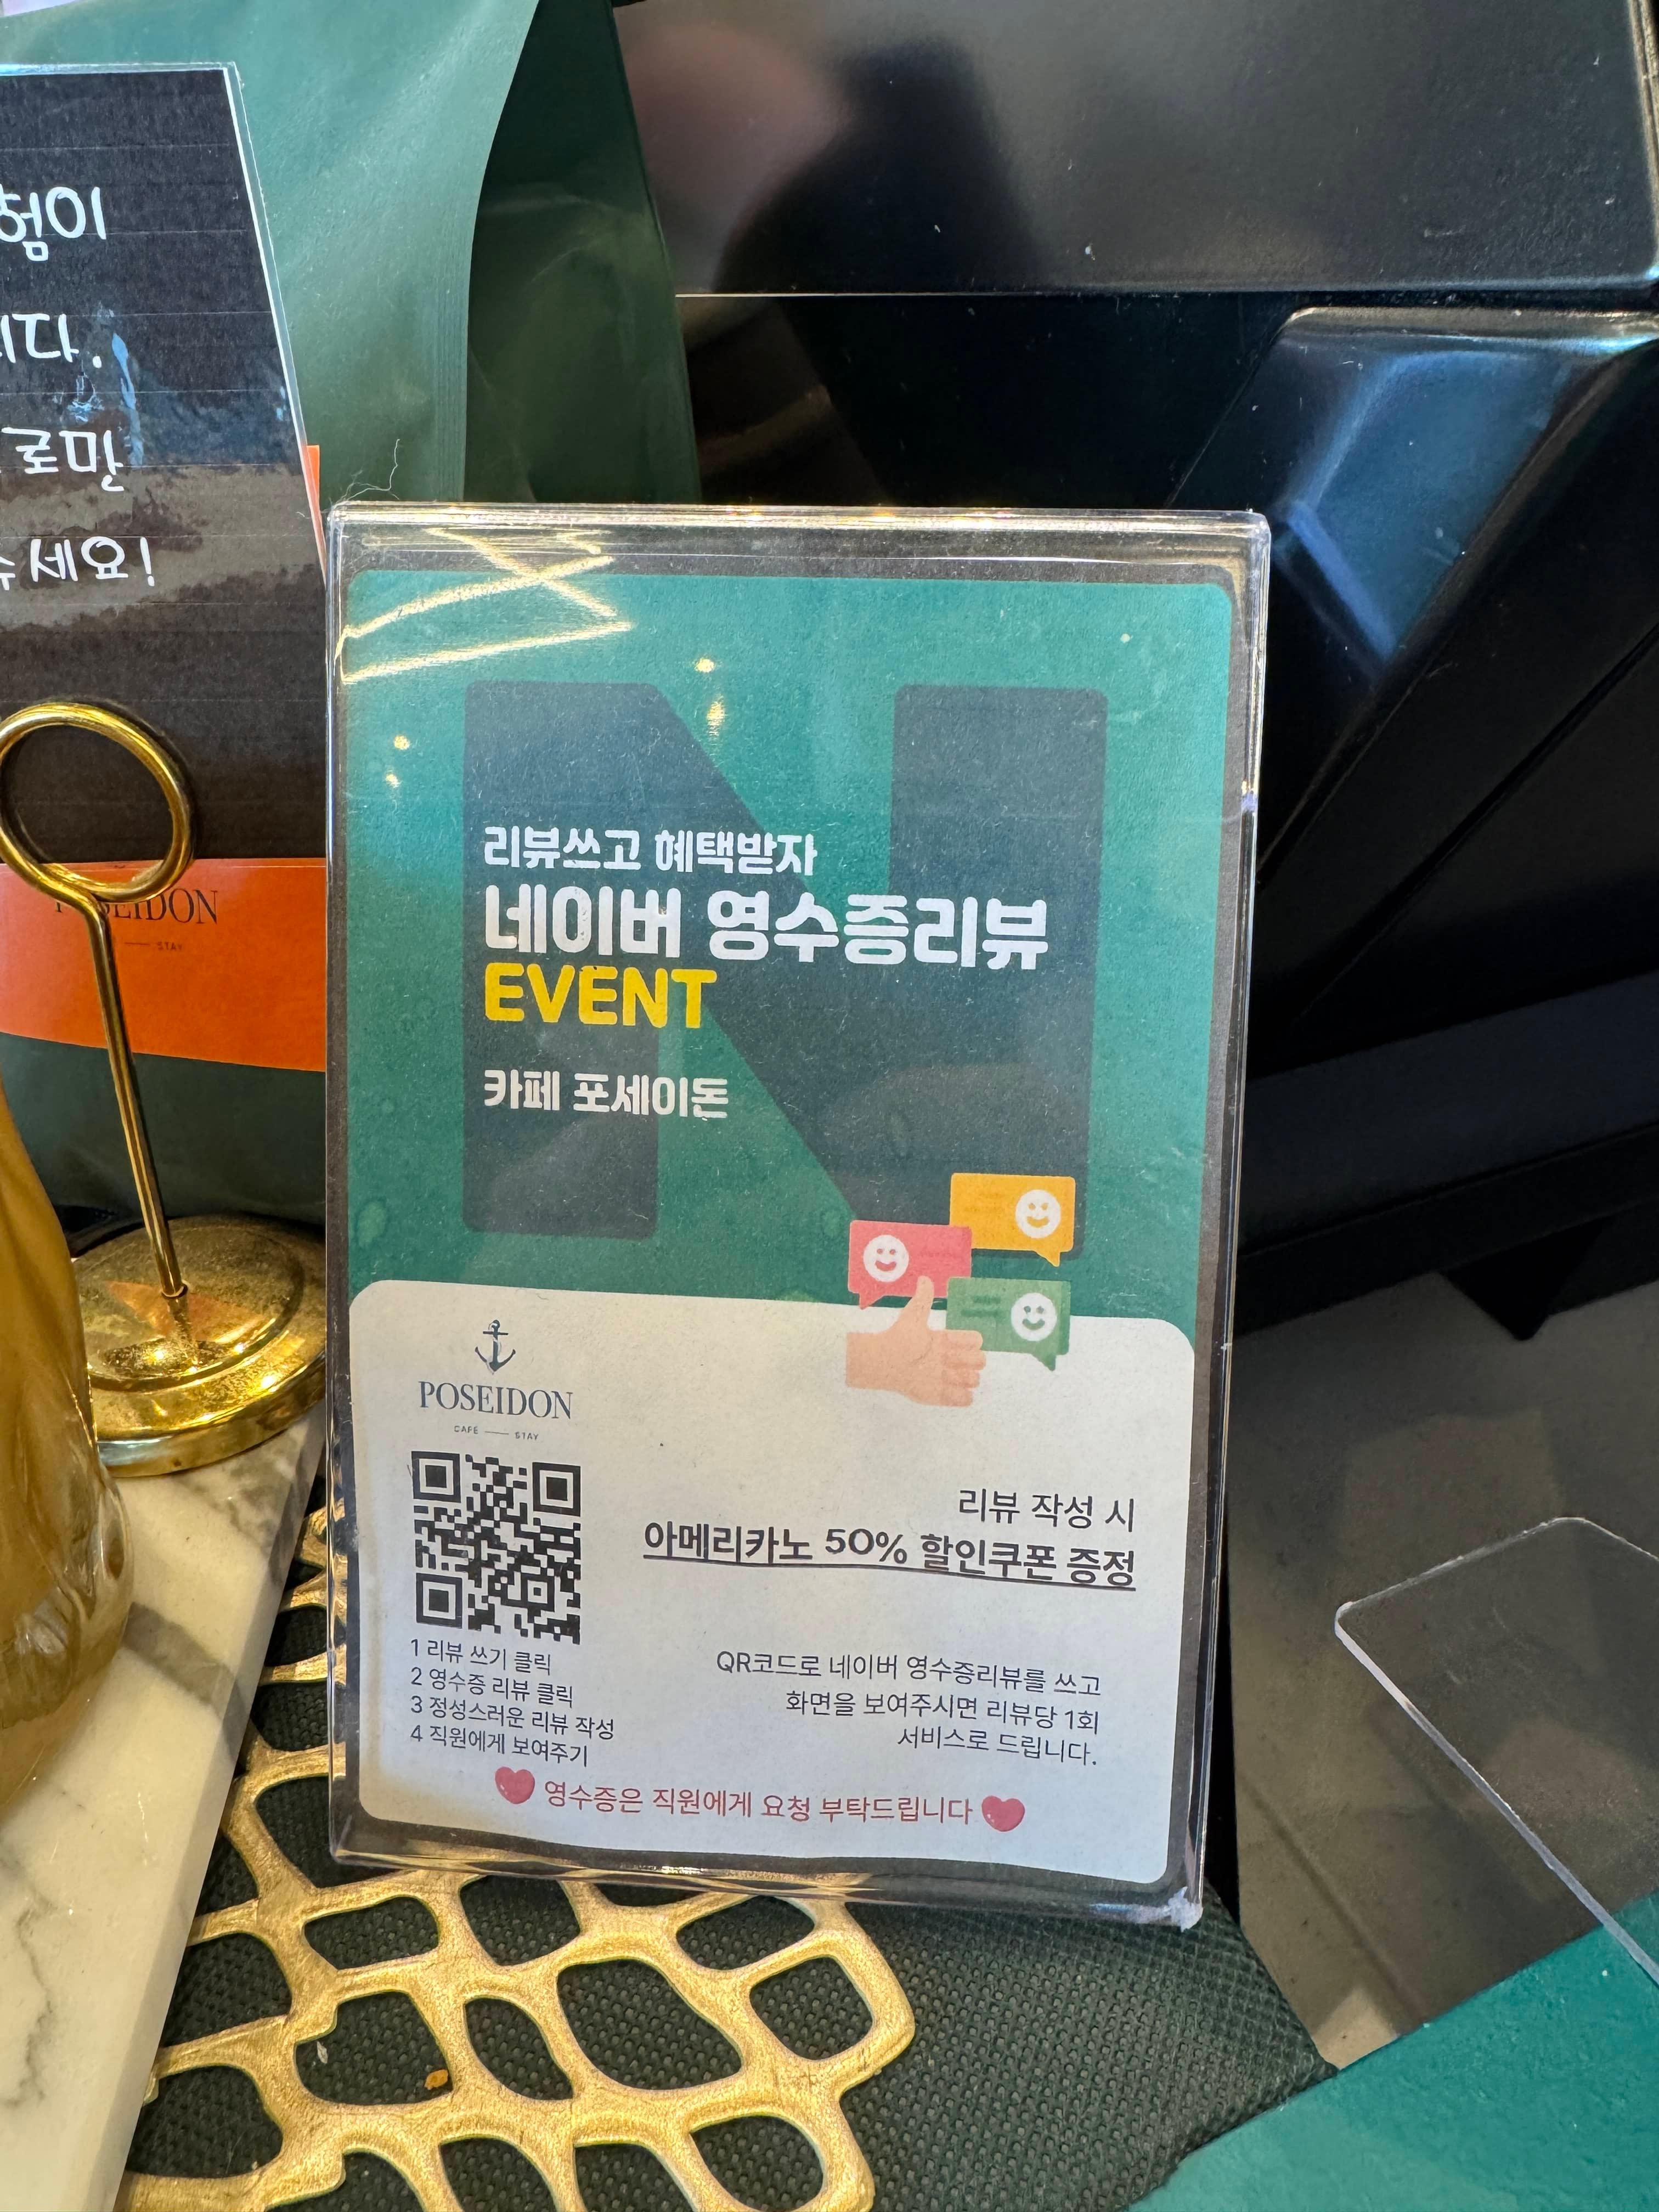 험이
로만
세요!
POSEIDON
STAY
리뷰쓰고 혜택받자
네이버 영수증리뷰
EVENT
카페 포세이돈
POSEIDON
CAFÉ — STAY
리뷰 작성 시
아메리카노 50% 할인쿠폰 증정
1 리뷰 쓰기 클릭
2 영수증 리뷰 클릭
3 정성스러운 리뷰 작성
4 직원에게 보여주기
QR코드로 네이버 영수증리뷰를 쓰고
화면을 보여주시면 리뷰당 1회
서비스로 드립니다.
영수증은 직원에게 요청 부탁드립니다